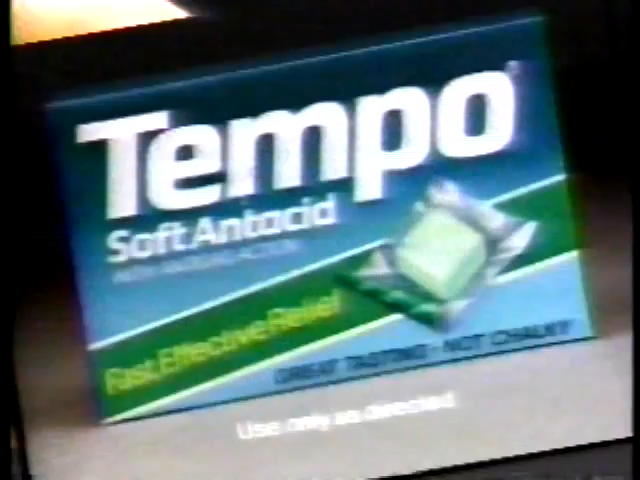 Tempo
Soft Antacid
Fast, Effective Relief
GREAT TASTING - NOT CHALKY
Use only as directed